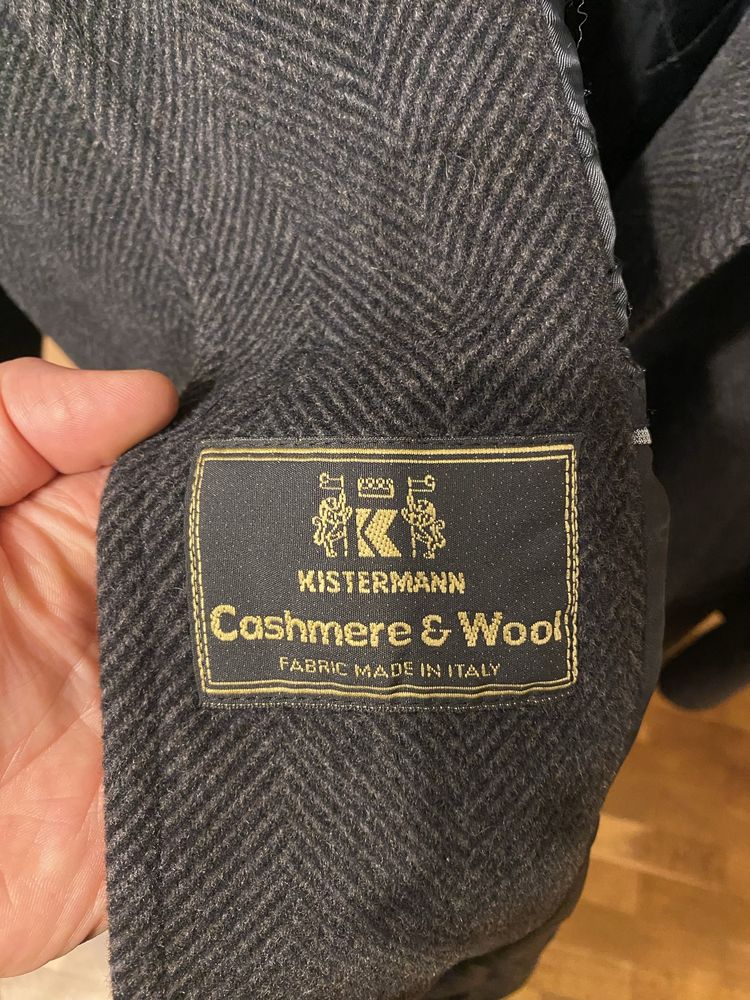 K
KISTERMANN
Cashmere & Wool
FABRIC MADE IN ITALY